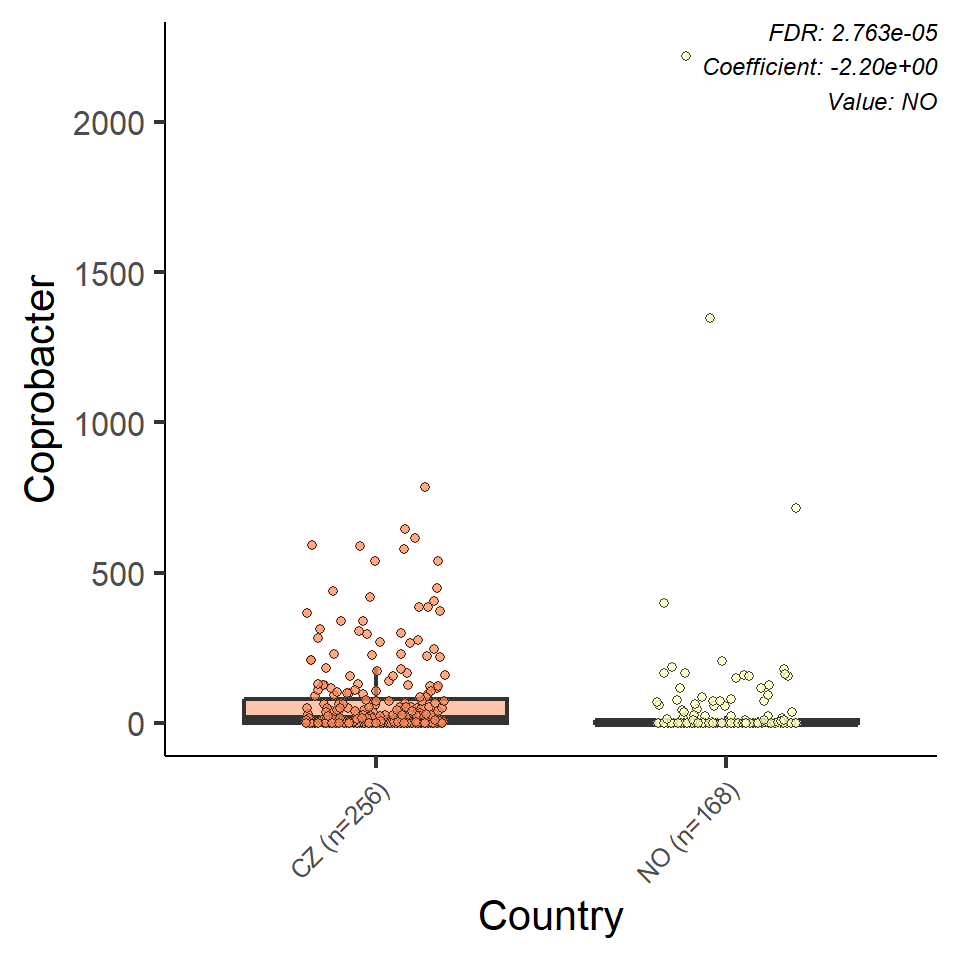 FDR: 2.763e-05
Coefficient: -2.20e+00
Value: NO
2000
1500
1000
500
0
Coprobacter
CZ (n=256)
NO (n=168)
Country